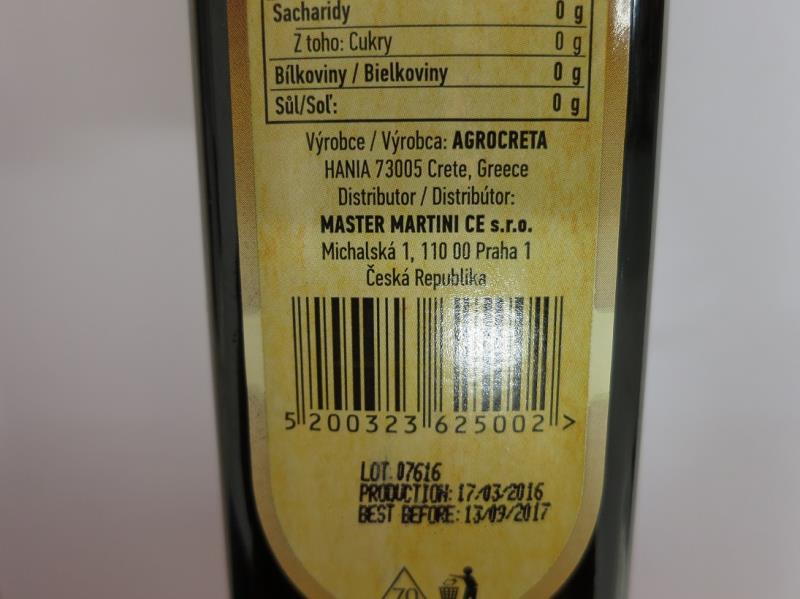 Sacharidy 0 g
Z toho: Cukry 0 g
Bílkoviny / Bielkoviny 0 g
Sůl/Soľ: 0 g
Výrobce / Výrobca: AGROCRETA
HANIA 73005 Crete, Greece
Distributor / Distribútor:
MASTER MARTINI CE s.r.o.
Michalská 1, 110 00 Praha 1
Česká Republika
5 200323 625002 >
LOT: 07616
PRODUCTION: 17/03/2016
BEST BEFORE: 13/09/2017
70